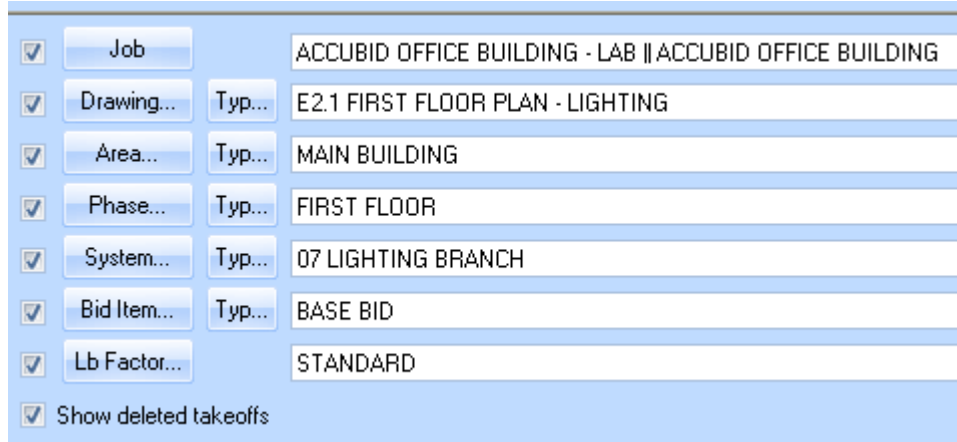 Job ACCUBID OFFICE BUILDING - LAB || ACCUBID OFFICE BUILDING
Drawing... Typ... E2.1 FIRST FLOOR PLAN - LIGHTING
Area... Typ... MAIN BUILDING
Phase... Typ... FIRST FLOOR
System... Typ... 07 LIGHTING BRANCH
Bid Item... Typ... BASE BID
Lb Factor... STANDARD
Show deleted takeoffs